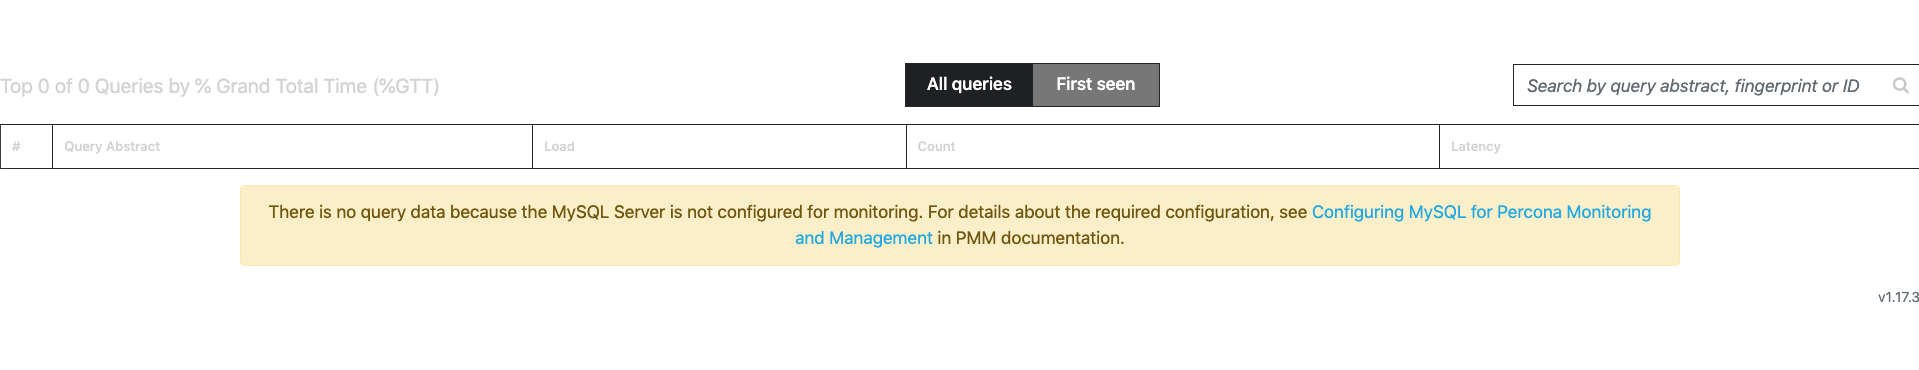 Top 0 of 0 Queries by % Grand Total Time (%GTT)
All queries
First seen
Search by query abstract, fingerprint or ID
#
Query Abstract
Load
Count
Latency
There is no query data because the MySQL Server is not configured for monitoring. For details about the required configuration, see Configuring MySQL for Percona Monitoring
and Management in PMM documentation.
v1.17.3